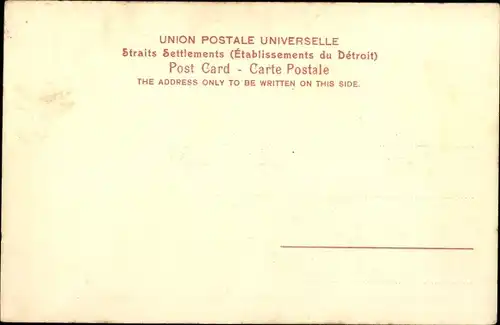 UNION POSTALE UNIVERSELLE
Straits Settlements (Établissements du Détroit)
Post Card - Carte Postale
THE ADDRESS ONLY TO BE WRITTEN ON THIS SIDE.